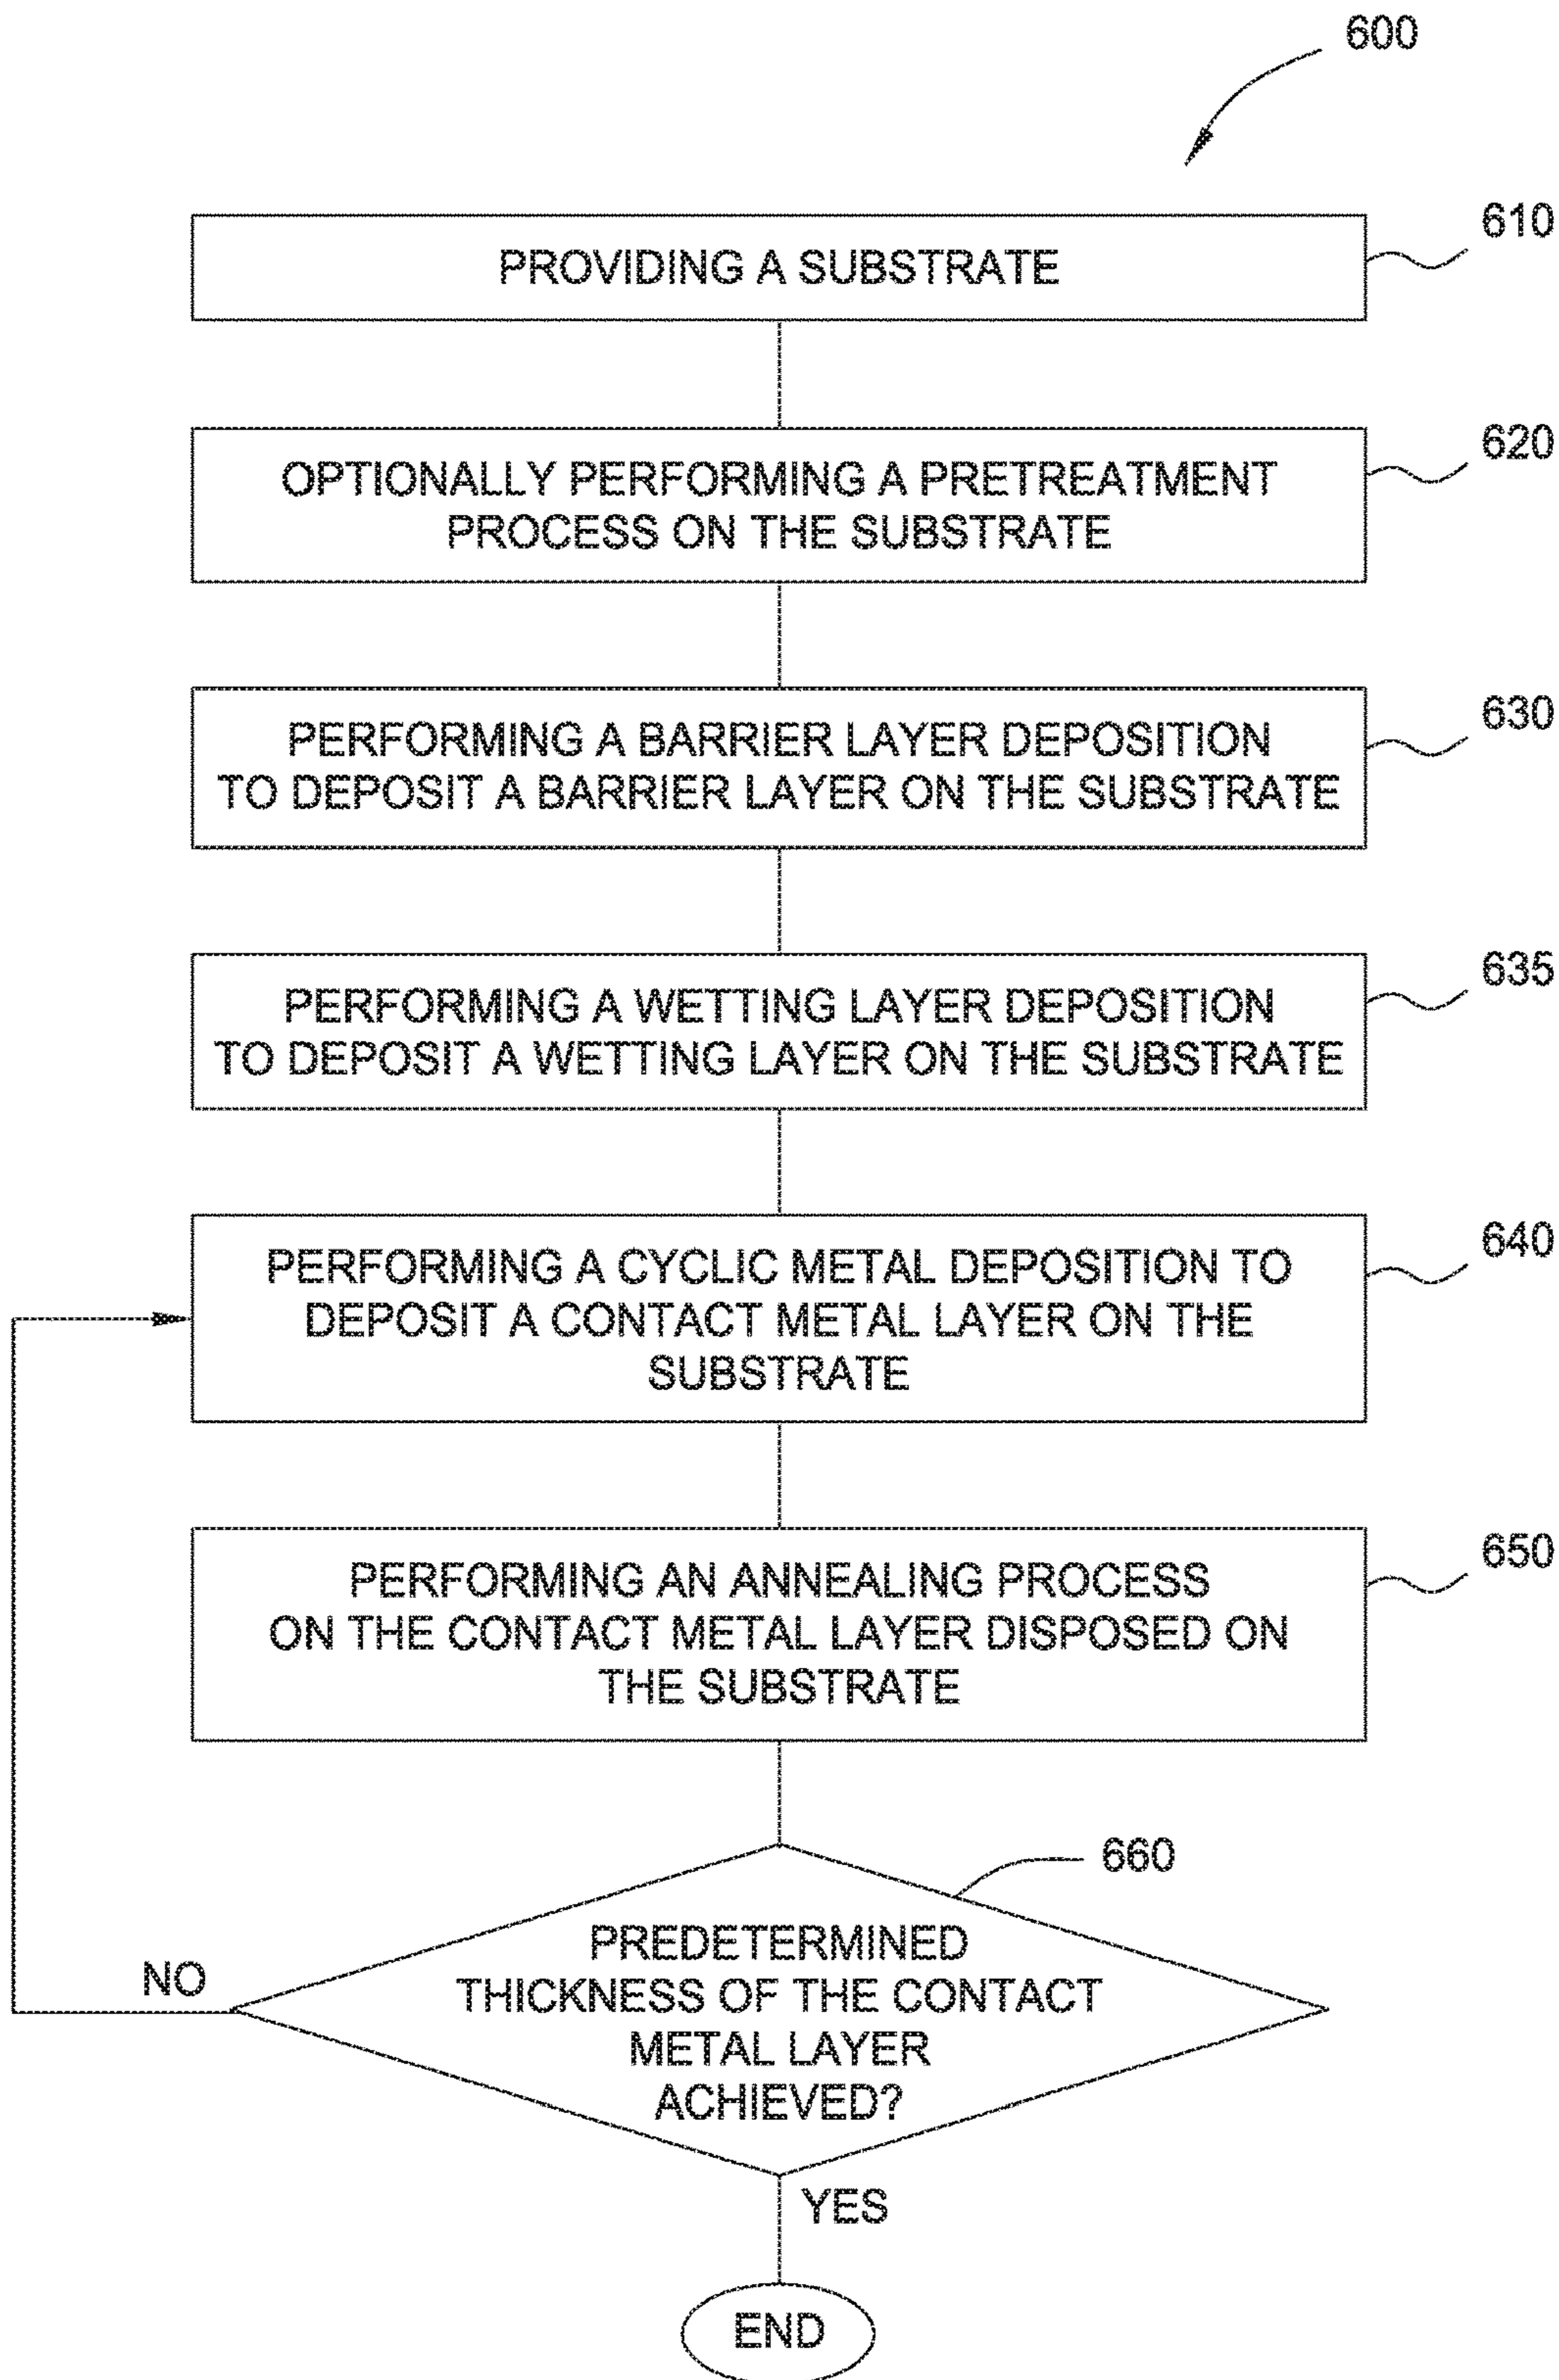 600
610
PROVIDING A SUBSTRATE
620
OPTIONALLY PERFORMING A PRETREATMENT
PROCESS ON THE SUBSTRATE
630
PERFORMING A BARRIER LAYER DEPOSITION
TO DEPOSIT A BARRIER LAYER ON THE SUBSTRATE
635
PERFORMING A WETTING LAYER DEPOSITION
TO DEPOSIT A WETTING LAYER ON THE SUBSTRATE
640
PERFORMING A CYCLIC METAL DEPOSITION TO
DEPOSIT A CONTACT METAL LAYER ON THE
SUBSTRATE
650
PERFORMING AN ANNEALING PROCESS
ON THE CONTACT METAL LAYER DISPOSED ON
THE SUBSTRATE
660
PREDETERMINED
THICKNESS OF THE CONTACT
METAL LAYER
ACHIEVED?
NO
YES
END